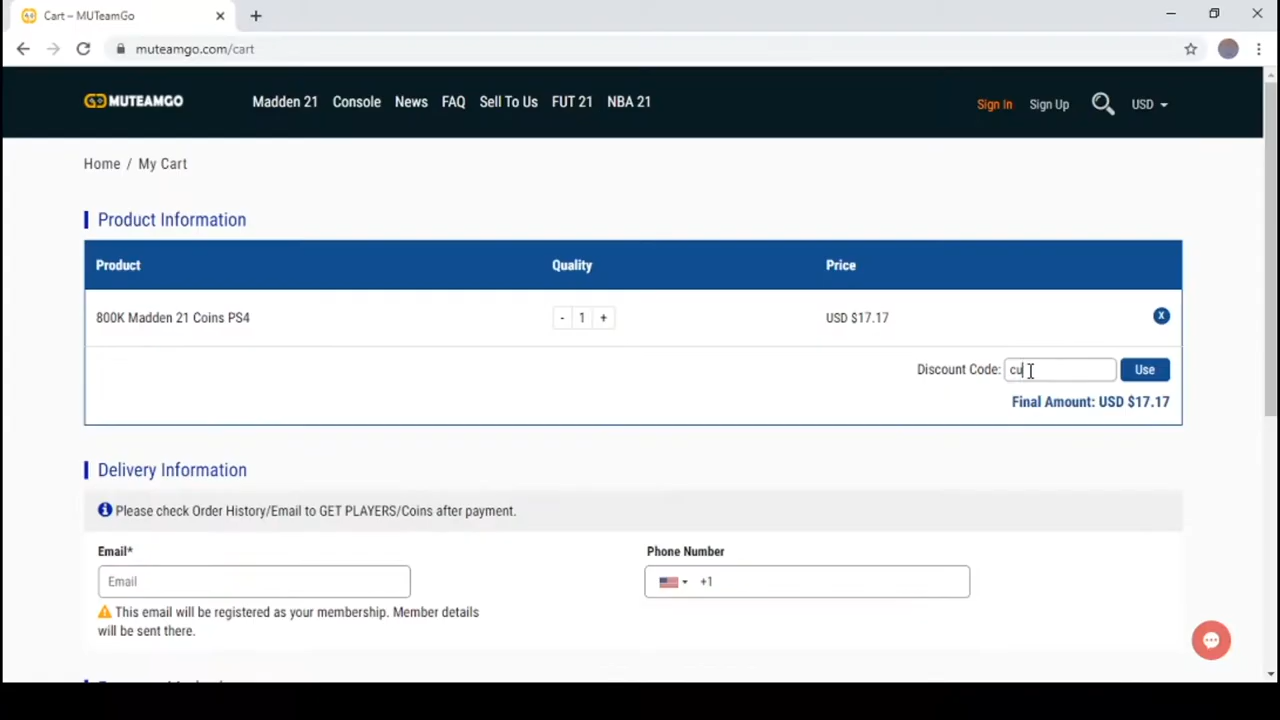 Cart – MUTeamGo
muteamgo.com/cart
MUTEAMGO Madden 21 Console News FAQ Sell To Us FUT 21 NBA 21 Sign In Sign Up USD
Home / My Cart
Product Information
Product Quality Price
800K Madden 21 Coins PS4 - 1 + USD $17.17 X
Discount Code: cu Use
Final Amount: USD $17.17
Delivery Information
Please check Order History/Email to GET PLAYERS/Coins after payment.
Email* Phone Number
Email +1
This email will be registered as your membership. Member details
will be sent there.